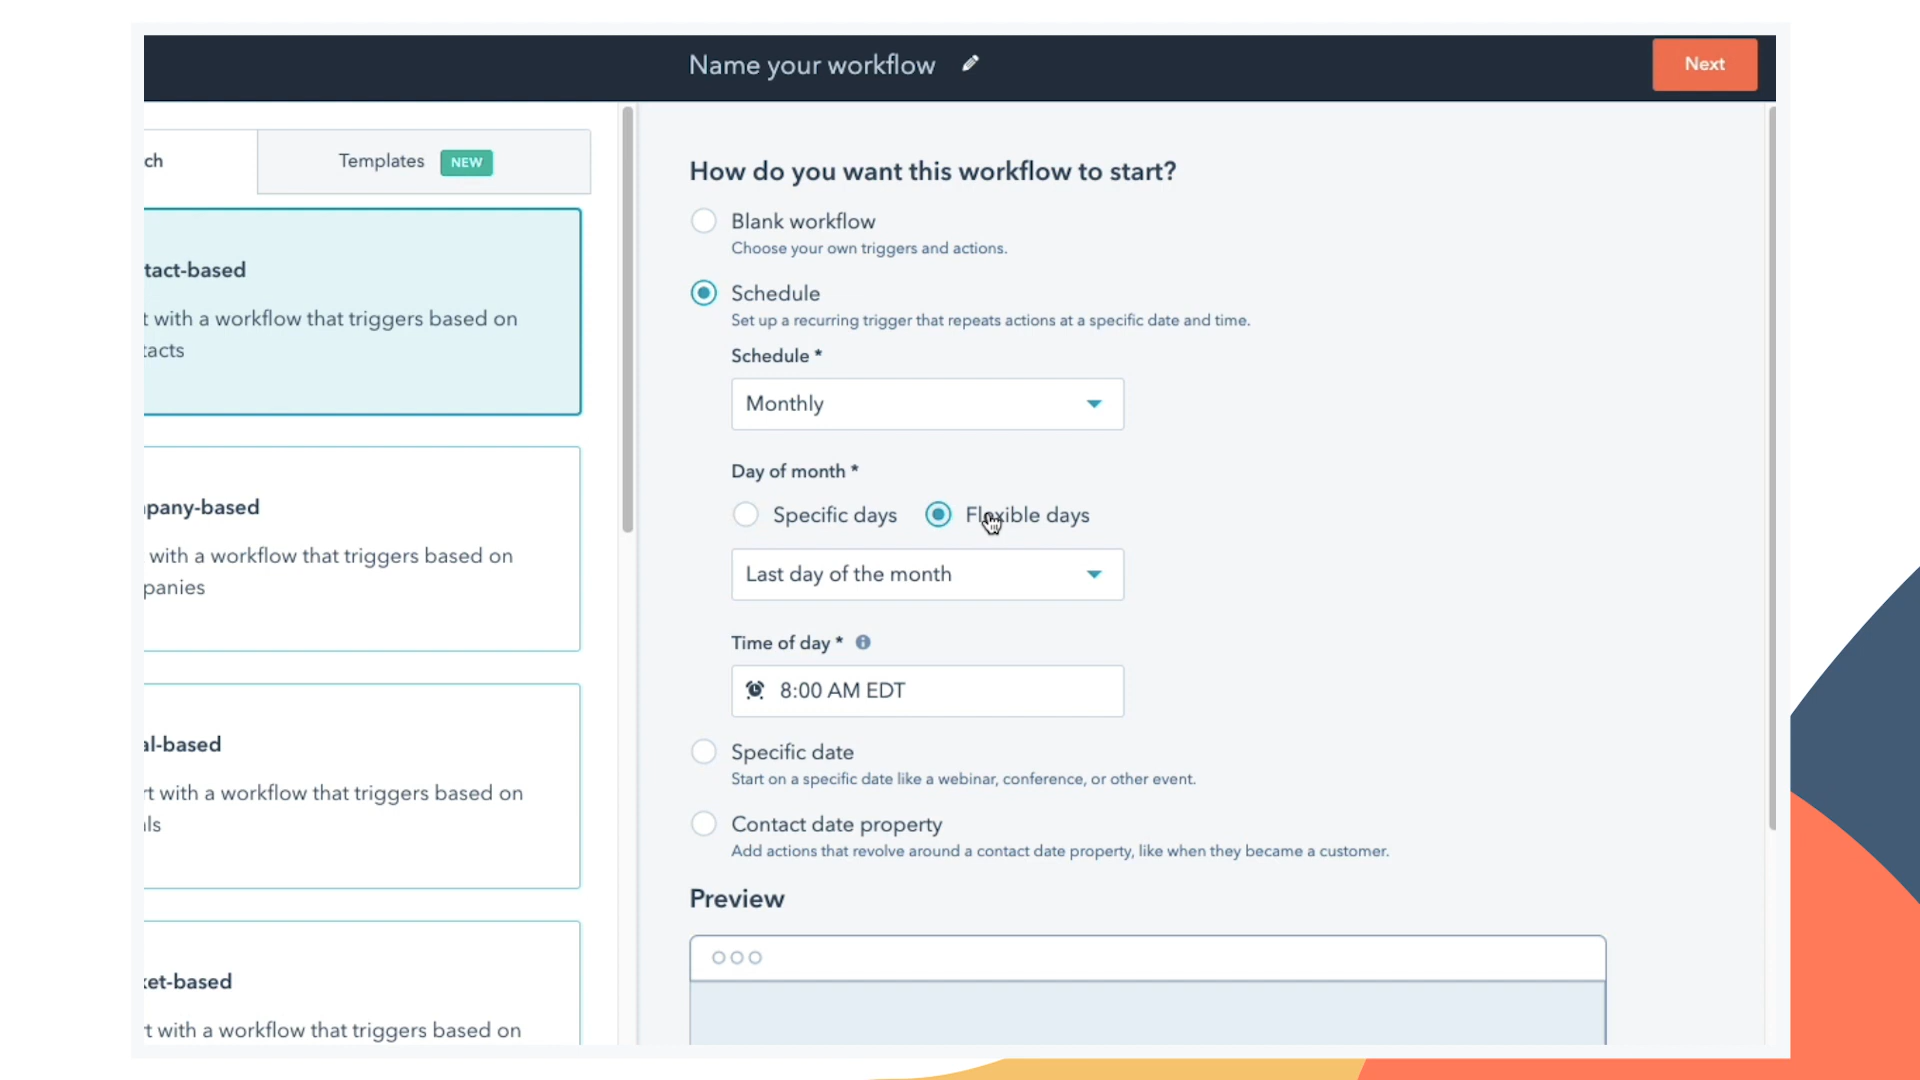 Name your workflow
Next
ch
Templates NEW
tact-based
t with a workflow that triggers based on
tacts
pany-based
with a workflow that triggers based on
panies
al-based
rt with a workflow that triggers based on
ls
ket-based
rt with a workflow that triggers based on
How do you want this workflow to start?
Blank workflow
Choose your own triggers and actions.
Schedule
Set up a recurring trigger that repeats actions at a specific date and time.
Schedule *
Monthly
Day of month *
Specific days
Flexible days
Last day of the month
Time of day *
8:00 AM EDT
Specific date
Start on a specific date like a webinar, conference, or other event.
Contact date property
Add actions that revolve around a contact date property, like when they became a customer.
Preview